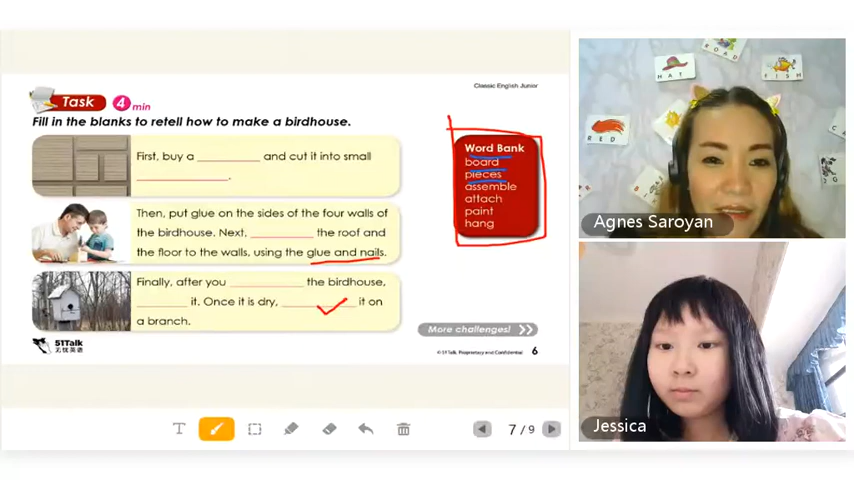 Classic English Junior
Task 4 min
Fill in the blanks to retell how to make a birdhouse.
First, buy a __________ and cut it into small
______________.
Then, put glue on the sides of the four walls of
the birdhouse. Next, __________ the roof and
the floor to the walls, using the glue and nails.
Finally, after you ____________ the birdhouse,
________ it. Once it is dry, ____________ it on
a branch.
Word Bank
board
pieces
assemble
attach
paint
hang
More challenges!
51Talk
无忧英语
© 51Talk. Proprietary and Confidential
6
T
7 / 9
HAT
ROAD
FISH
RED
Agnes Saroyan
Jessica